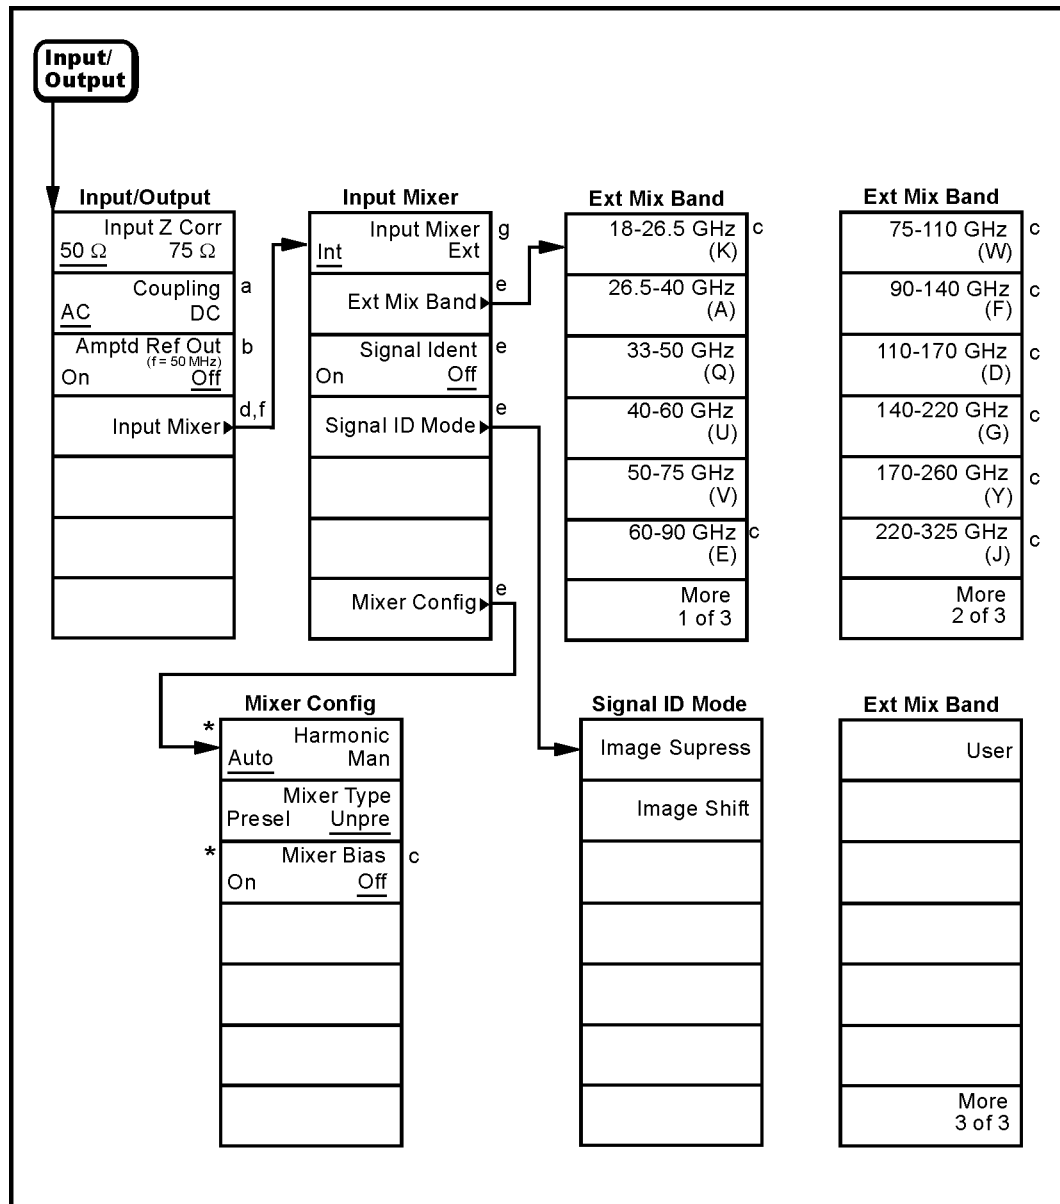 Input/
Output
Input/Output
Input Z Corr
50 Ω 75 Ω
Coupling a
AC DC
Amptd Ref Out b
(f = 50 MHz)
On Off
d,f
Input Mixer
Input Mixer
Input Mixer g
Int Ext
e
Ext Mix Band
Signal Ident e
On Off
e
Signal ID Mode
e
Mixer Config
Ext Mix Band
18-26.5 GHz c
(K)
26.5-40 GHz
(A)
33-50 GHz
(Q)
40-60 GHz
(U)
50-75 GHz
(V)
60-90 GHz c
(E)
More
1 of 3
Ext Mix Band
75-110 GHz c
(W)
90-140 GHz c
(F)
110-170 GHz c
(D)
140-220 GHz c
(G)
170-260 GHz c
(Y)
220-325 GHz c
(J)
More
2 of 3
Mixer Config
* Harmonic
Auto Man
Mixer Type
Presel Unpre
* Mixer Bias c
On Off
Signal ID Mode
Image Supress
Image Shift
Ext Mix Band
User
More
3 of 3